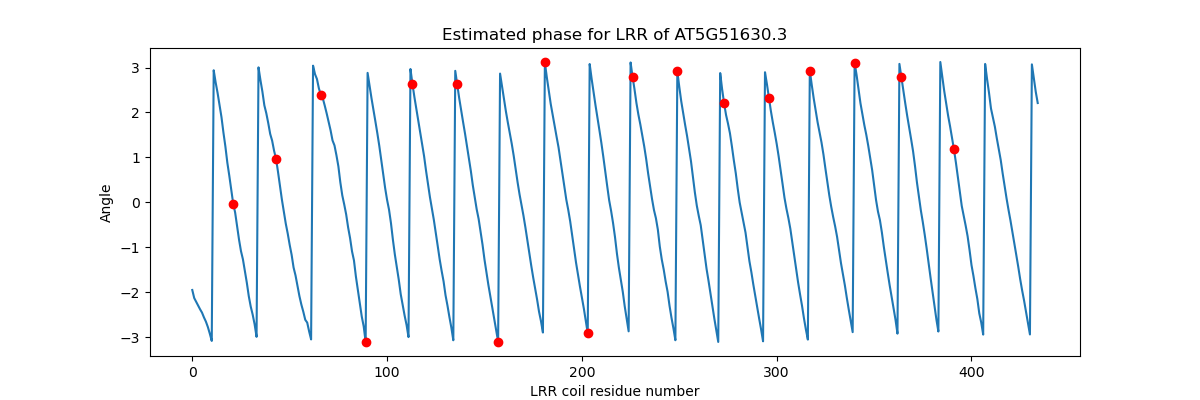 Estimated phase for LRR of AT5G51630.3
3
2
1
0
−1
−2
−3
Angle
0 100 200 300 400
LRR coil residue number